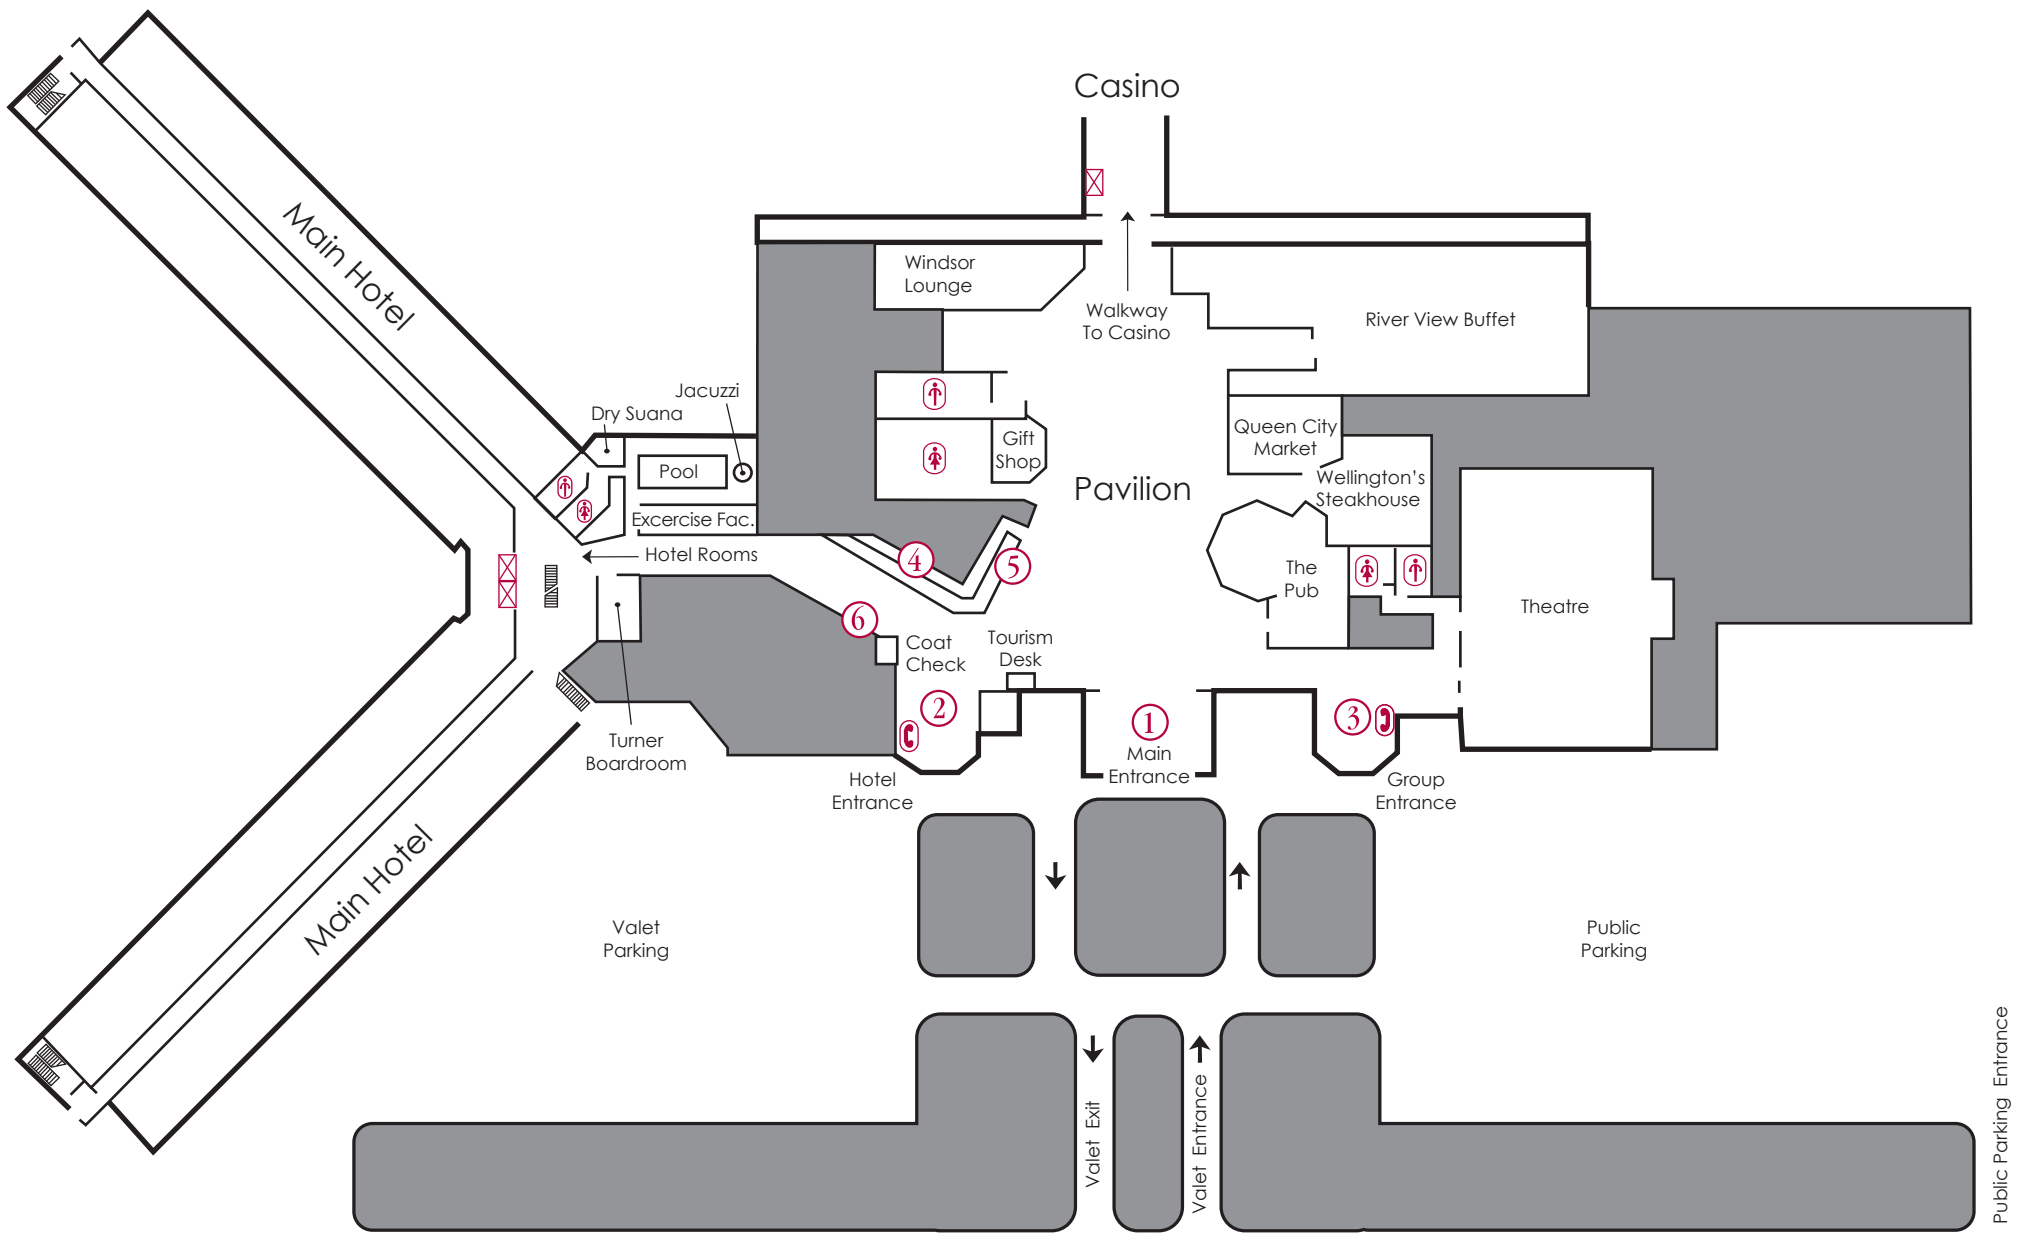 Casino
Main Hotel
Windsor
Lounge
Walkway
To Casino
River View Buffet
Jacuzzi
Dry Suana
Pool
Excercise Fac.
Gift
Shop
Queen City
Market
Wellington's
Steakhouse
Pavilion
Hotel Rooms
4
5
The
Pub
Theatre
6
Coat
Check
Tourism
Desk
2
1
3
Main
Entrance
Turner
Boardroom
Hotel
Entrance
Group
Entrance
Main Hotel
Valet
Parking
Public
Parking
Valet Exit
Valet Entrance
Public Parking Entrance